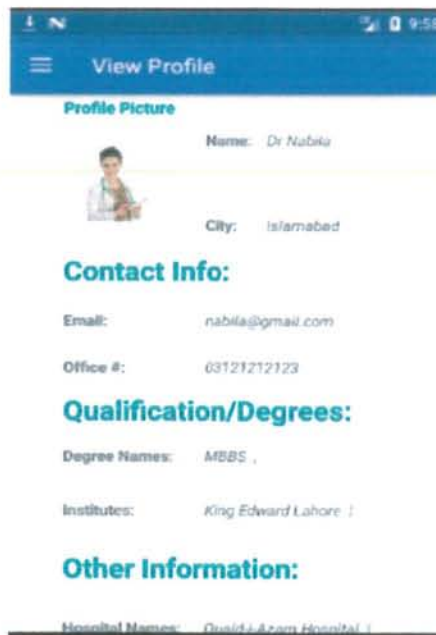 9:58
View Profile
Profile Picture
Name: Dr Nabila
City: Islamabad
Contact Info:
Email: nabila@gmail.com
Office #: 03121212123
Qualification/Degrees:
Degree Names: MBBS ,
Institutes: King Edward Lahore
Other Information:
Hospital Names: Quaid-i-Azam Hospital